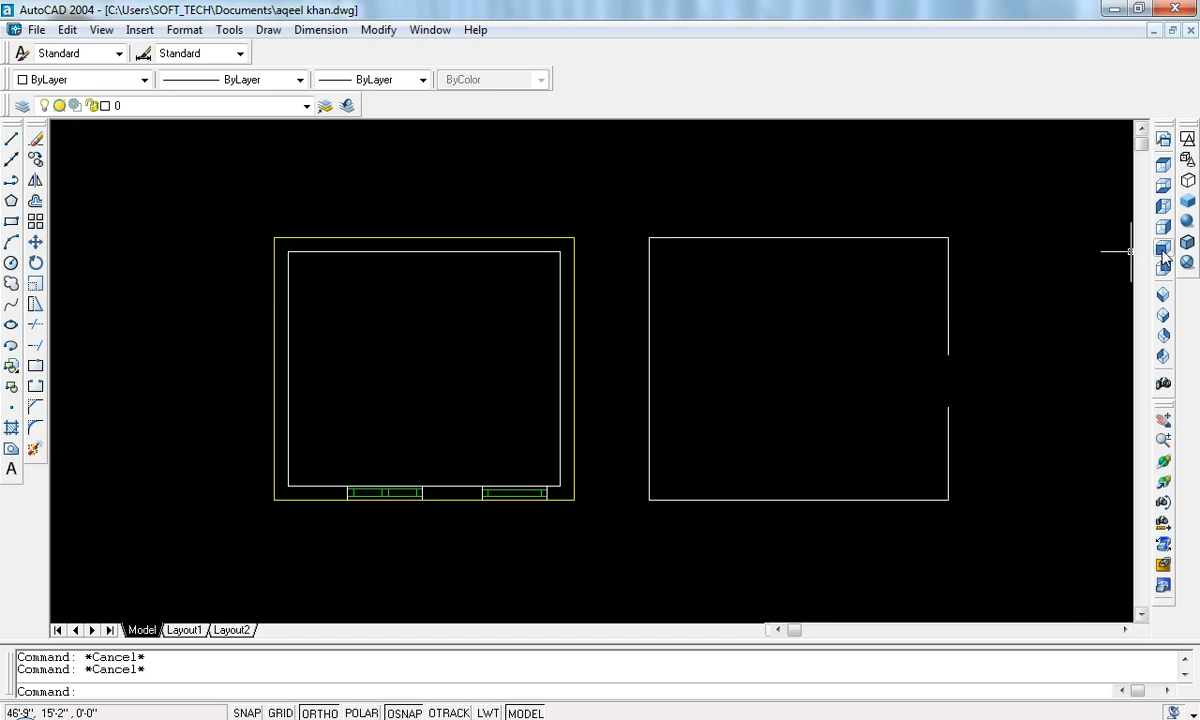 AutoCAD 2004 - [C:\Users\SOFT_TECH\Documents\aqeel khan.dwg]
File Edit View Insert Format Tools Draw Dimension Modify Window Help
Standard Standard
ByLayer ByLayer ByLayer ByColor
0
A
Model Layout1 Layout2
Command: *Cancel*
Command: *Cancel*
Command:
46'-9", 15'-2", 0'-0" SNAP GRID ORTHO POLAR OSNAP OTRACK LWT MODEL